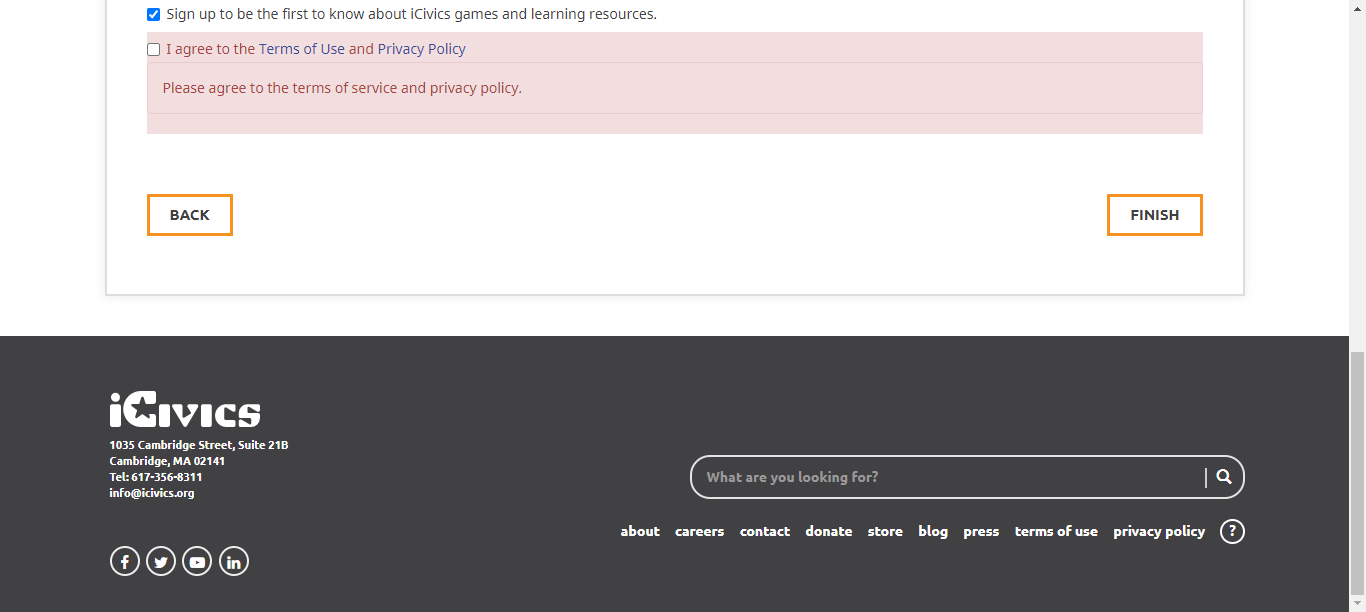 Sign up to be the first to know about iCivics games and learning resources.
I agree to the Terms of Use and Privacy Policy
Please agree to the terms of service and privacy policy.
BACK
FINISH
iCivics
1035 Cambridge Street, Suite 21B
Cambridge, MA 02141
Tel: 617-356-8311
info@icivics.org
What are you looking for?
about careers contact donate store blog press terms of use privacy policy ?